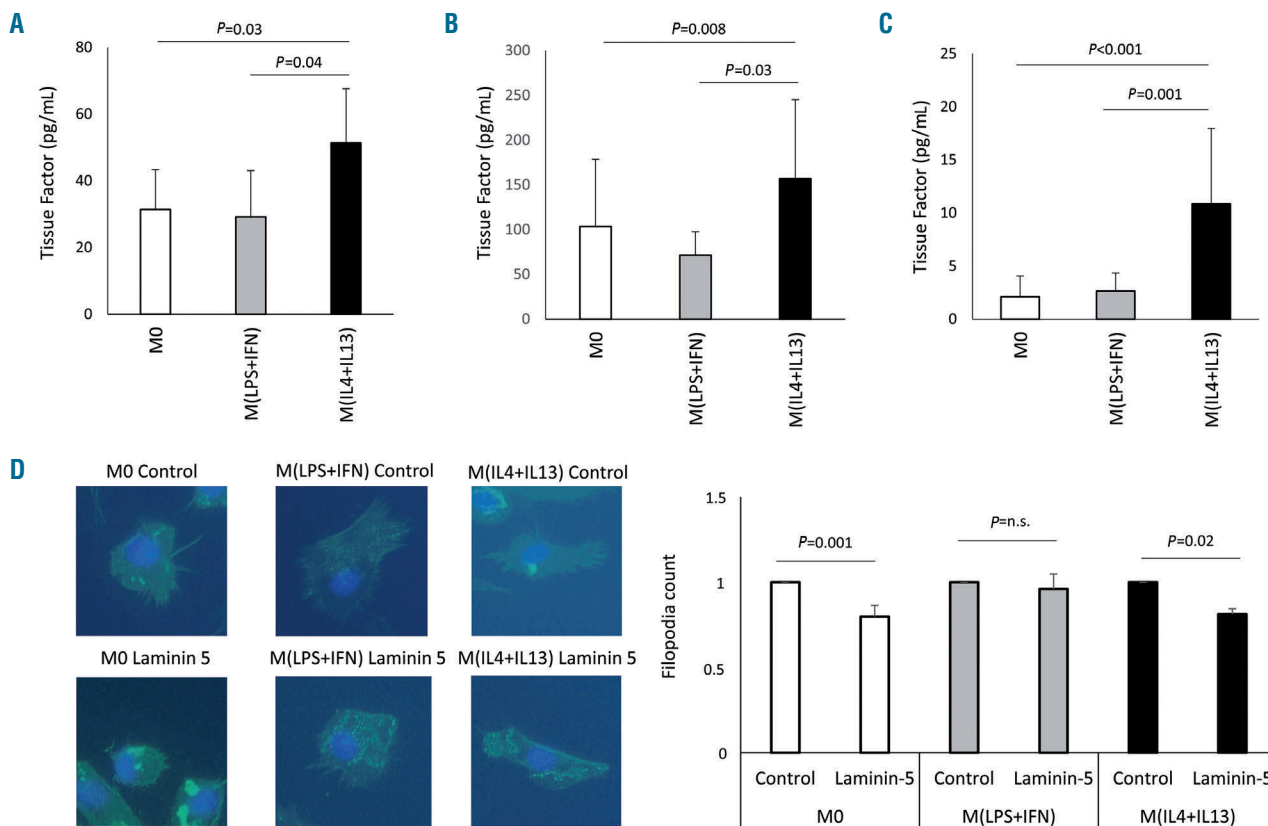 A
P=0.03
P=0.04
Tissue Factor (pg/mL)
80
60
40
20
0
M0
M(LPS+IFN)
M(IL4+IL13)
B
P=0.008
P=0.03
Tissue Factor (pg/mL)
300
250
200
150
100
50
0
M0
M(LPS+IFN)
M(IL4+IL13)
C
P<0.001
P=0.001
Tissue Factor (pg/mL)
25
20
15
10
5
0
M0
M(LPS+IFN)
M(IL4+IL13)
D
M0 Control
M(LPS+IFN) Control
M(IL4+IL13) Control
M0 Laminin 5
M(LPS+IFN) Laminin 5
M(IL4+IL13) Laminin 5
Filopodia count
1.5
1
0.5
0
P=0.001
P=n.s.
P=0.02
Control Laminin-5 Control Laminin-5 Control Laminin-5
M0 M(LPS+IFN) M(IL4+IL13)